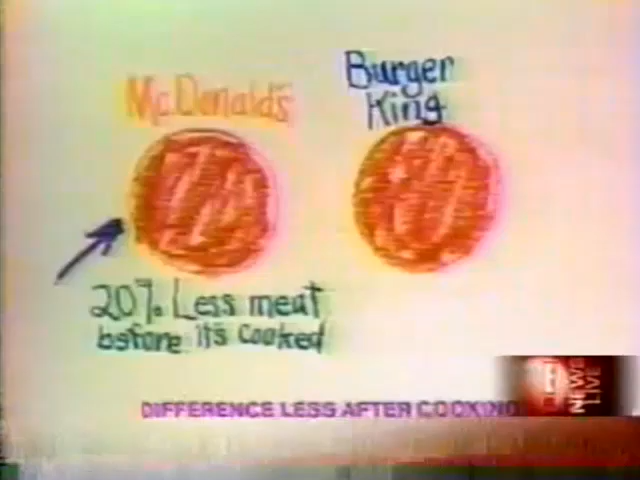 McDonald's
Burger
King
20% Less meat
before it's cooked
DIFFERENCE LESS AFTER COOKING
E!
NEWS
LIVE